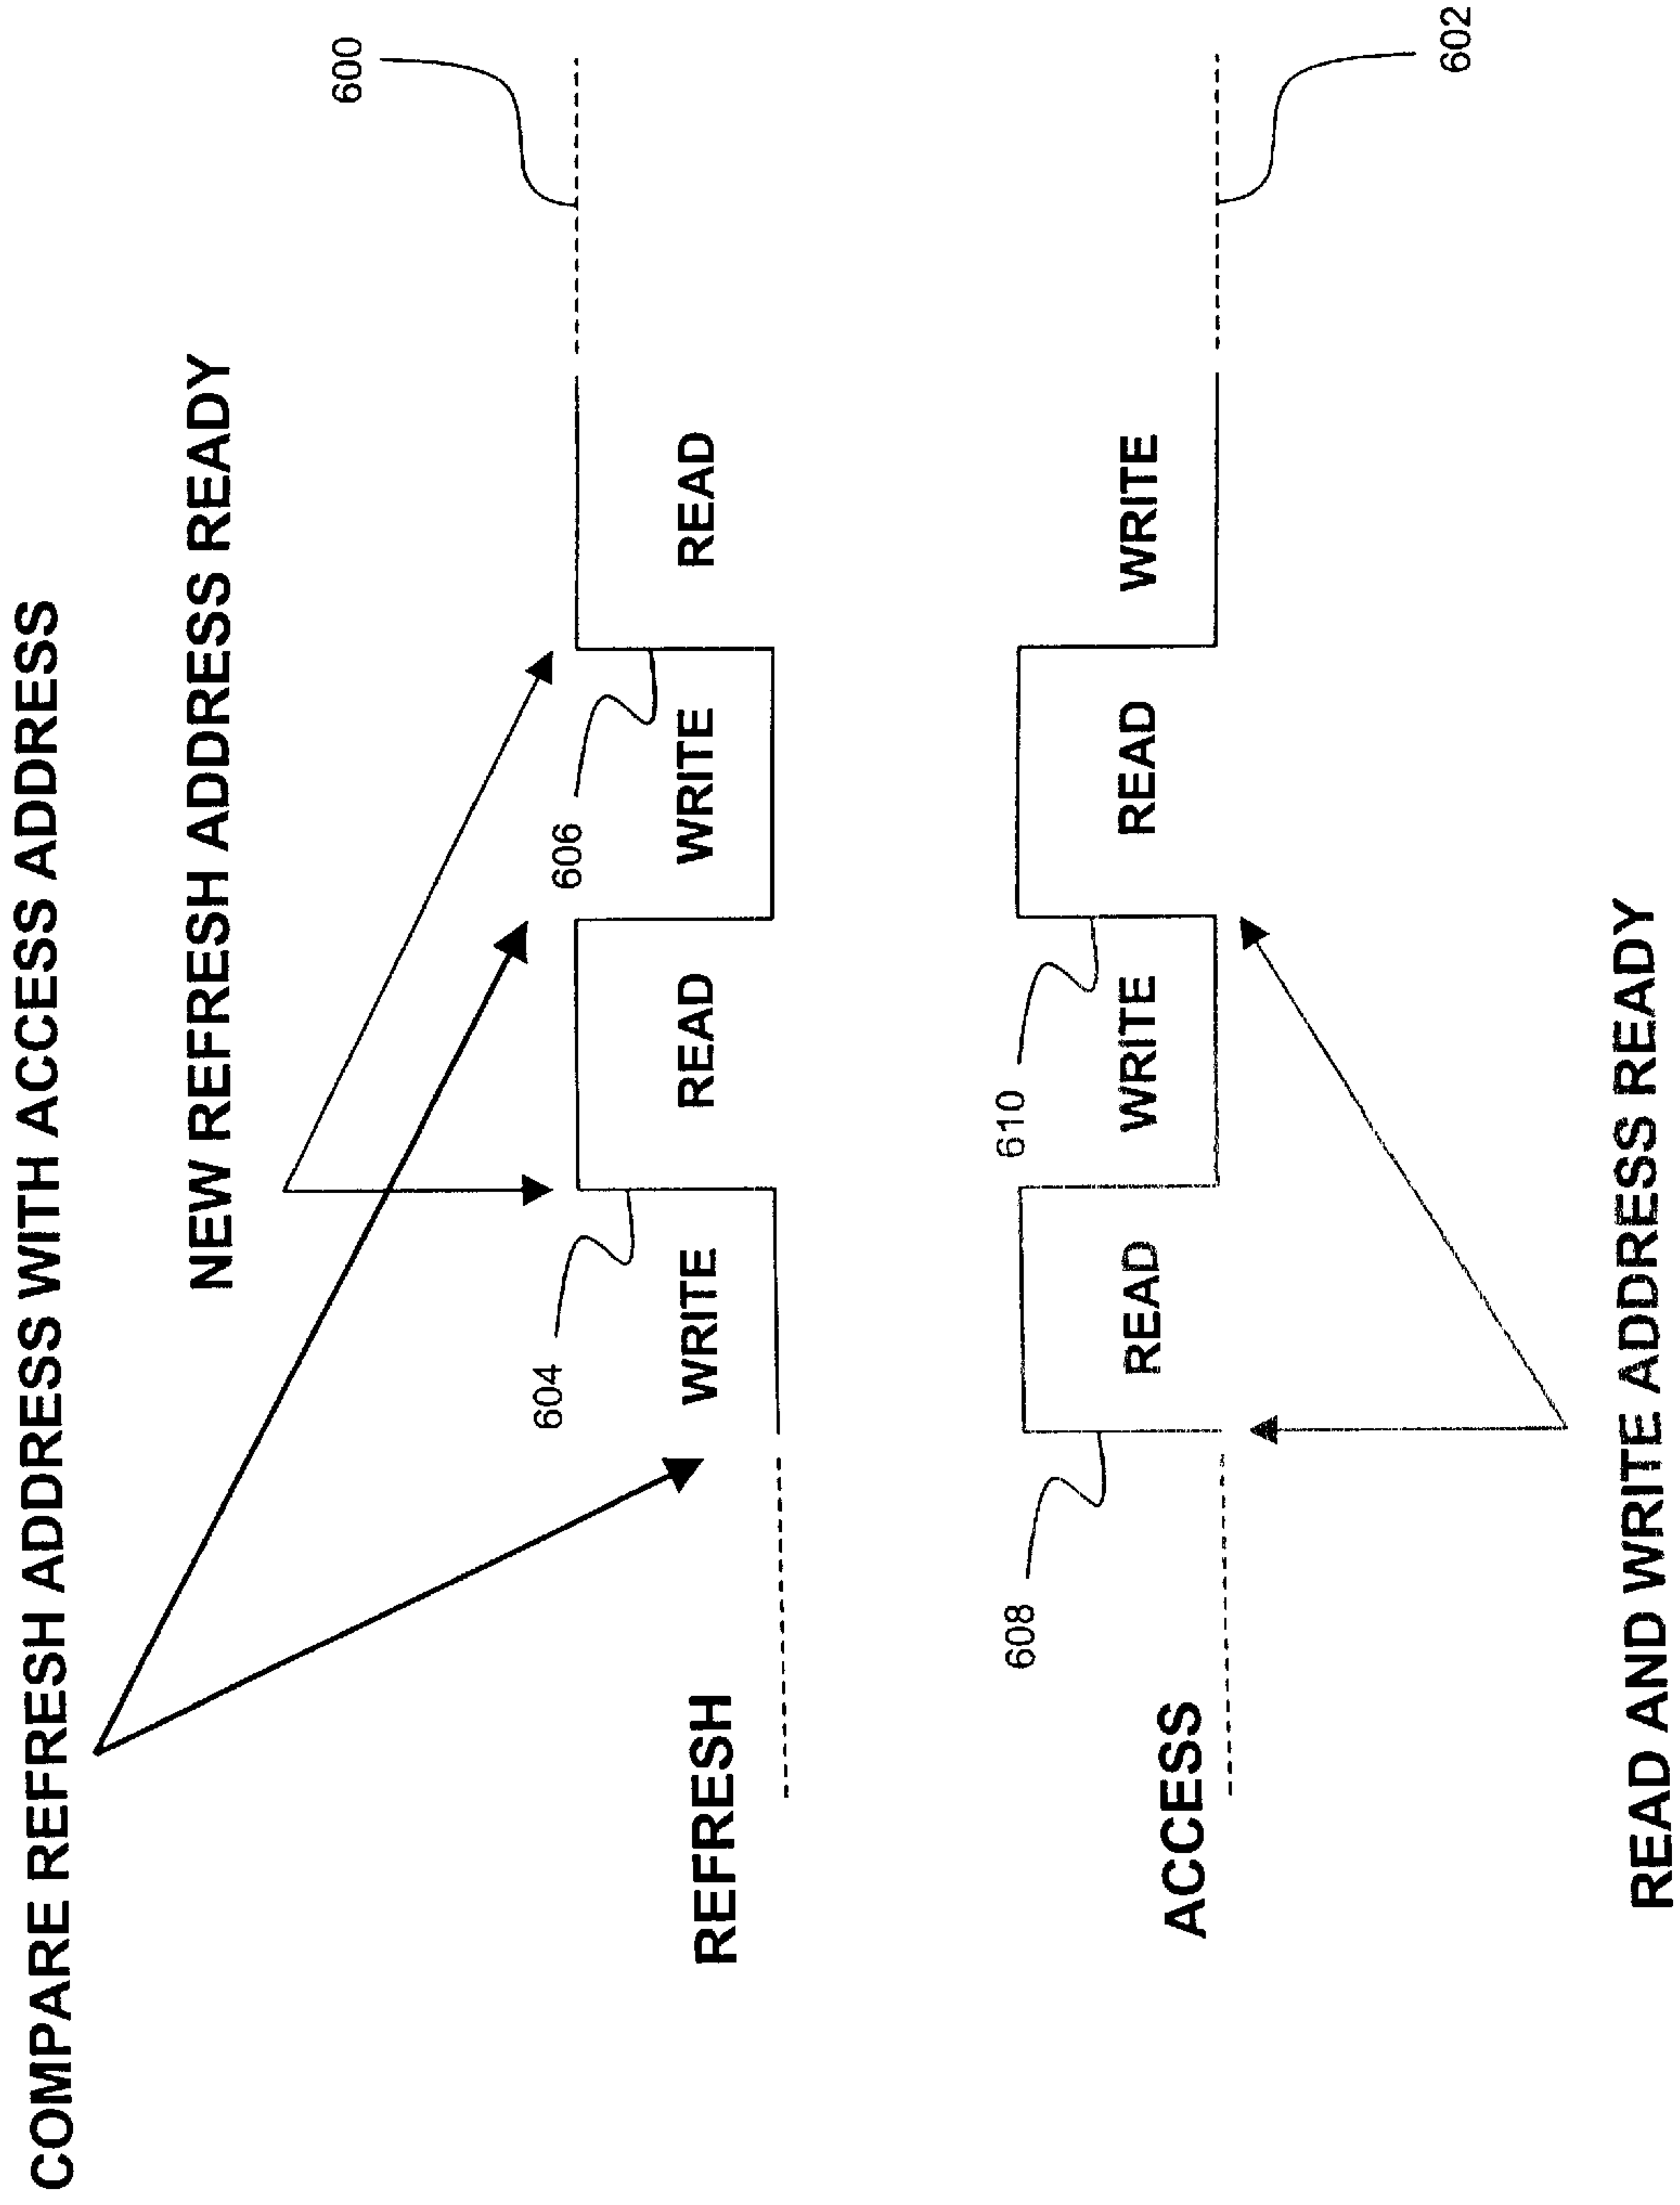 COMPARE REFRESH ADDRESS WITH ACCESS ADDRESS
NEW REFRESH ADDRESS READY
600
604 606
REFRESH WRITE READ WRITE READ
608 610
ACCESS READ WRITE READ WRITE
602
READ AND WRITE ADDRESS READY